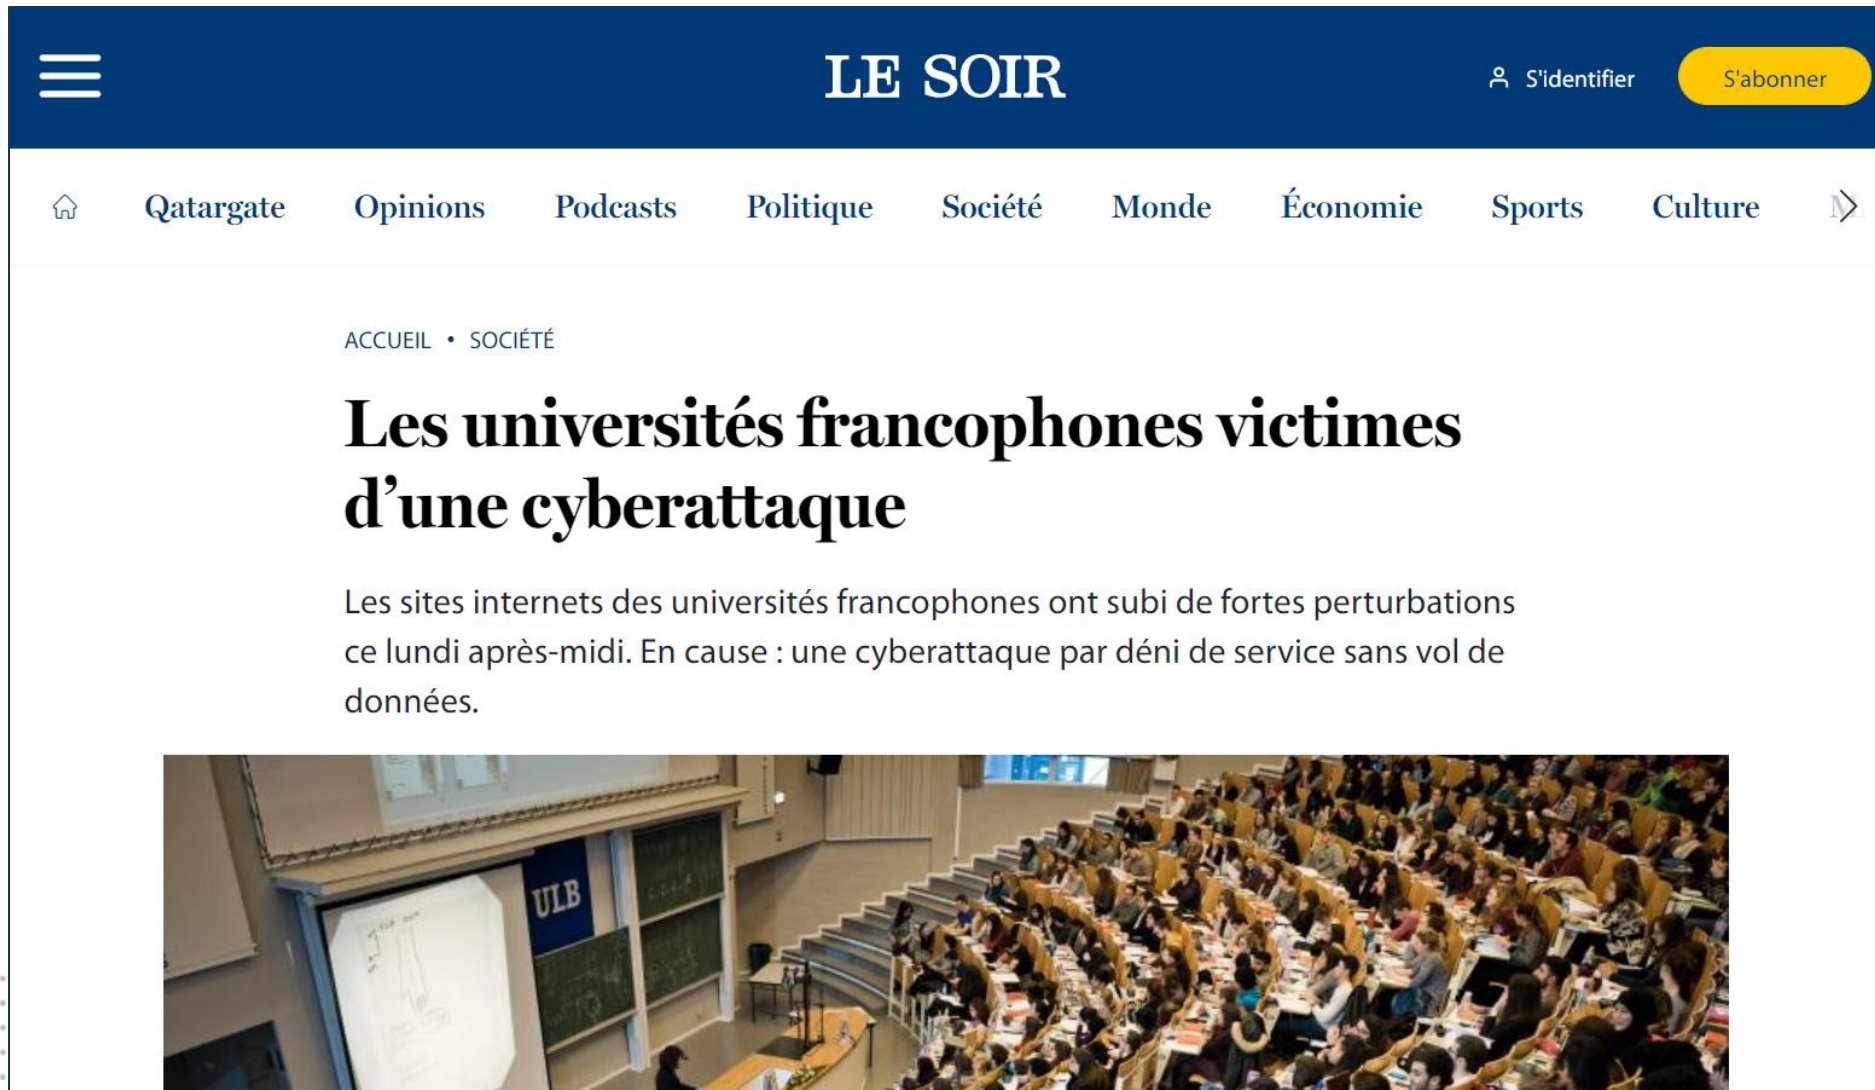 LE SOIR
S'identifier
S'abonner
Qatargate Opinions Podcasts Politique Société Monde Économie Sports Culture
ACCUEIL • SOCIÉTÉ
Les universités francophones victimes
d’une cyberattaque
Les sites internets des universités francophones ont subi de fortes perturbations
ce lundi après-midi. En cause : une cyberattaque par déni de service sans vol de
données.
ULB